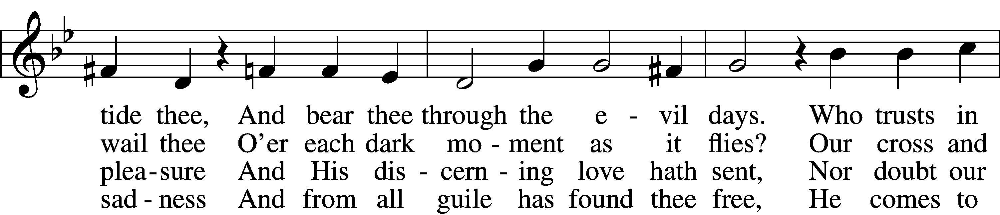 tide thee, And bear thee through the e - vil days. Who trusts in
wail thee O’er each dark mo - ment as it flies? Our cross and
plea - sure And His dis - cern - ing love hath sent, Nor doubt our
sad - ness And from all guile has found thee free, He comes to